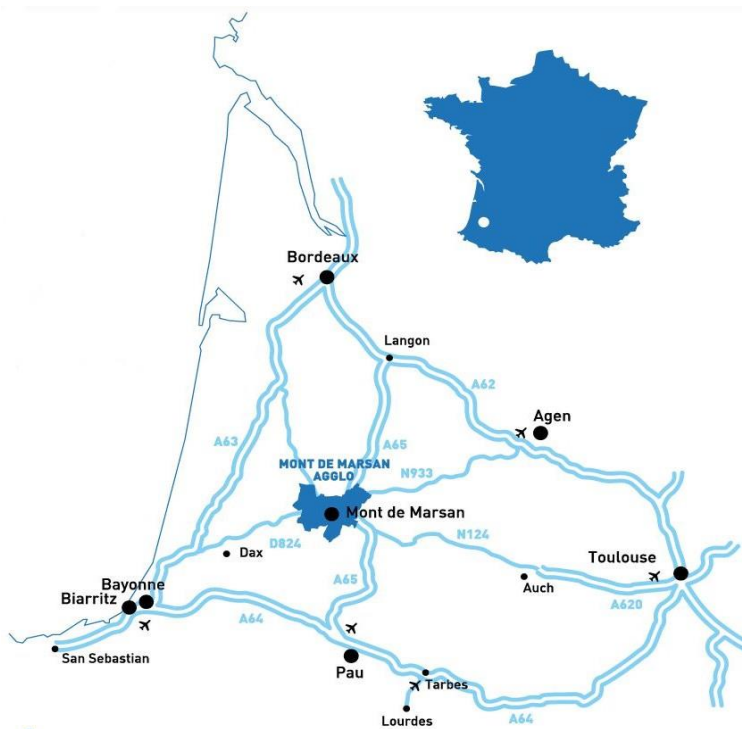 Bordeaux
Langon
A62
Agen
A63
A65
MONT DE MARSAN
AGGLO
N933
Mont de Marsan
N124
D824
Dax
Toulouse
A65
Auch
Bayonne
Biarritz
A64
A620
San Sebastian
Pau
Tarbes
Lourdes
A64